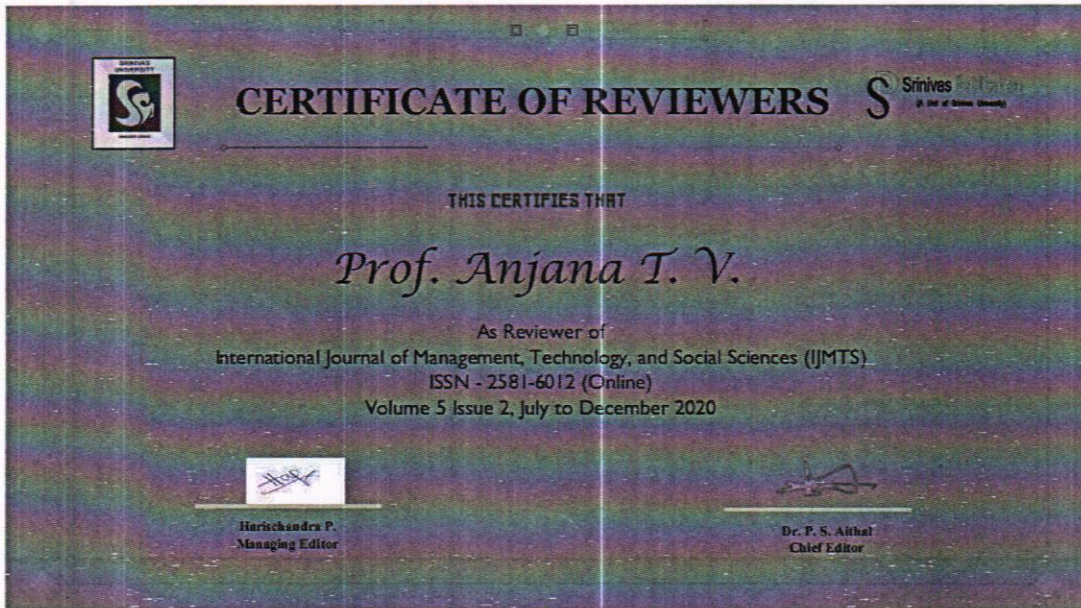 SRINIVAS
UNIVERSITY
CERTIFICATE OF REVIEWERS
Srinivas
THIS CERTIFIES THAT
Prof. Anjana T. V.
As Reviewer of
International Journal of Management, Technology, and Social Sciences (IJMTS)
ISSN - 2581-6012 (Online)
Volume 5 Issue 2, July to December 2020
Harischandra P.
Managing Editor
Dr. P. S. Aithal
Chief Editor